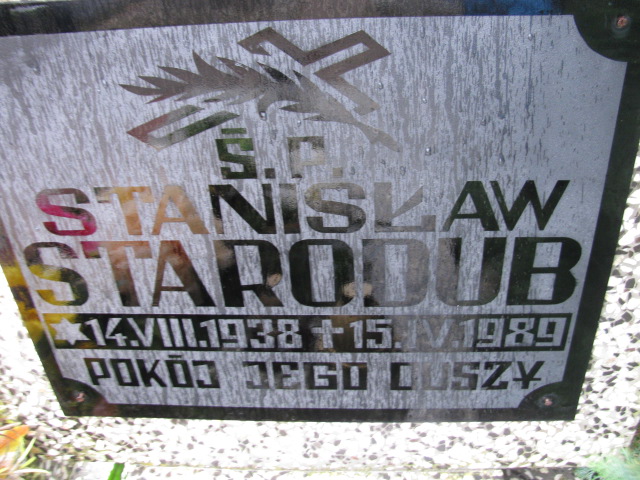 Ś.P.
STANISŁAW
STARODUB
★14.VIII.1938 ✝15.IV.1989
POKÓJ JEGO DUSZY